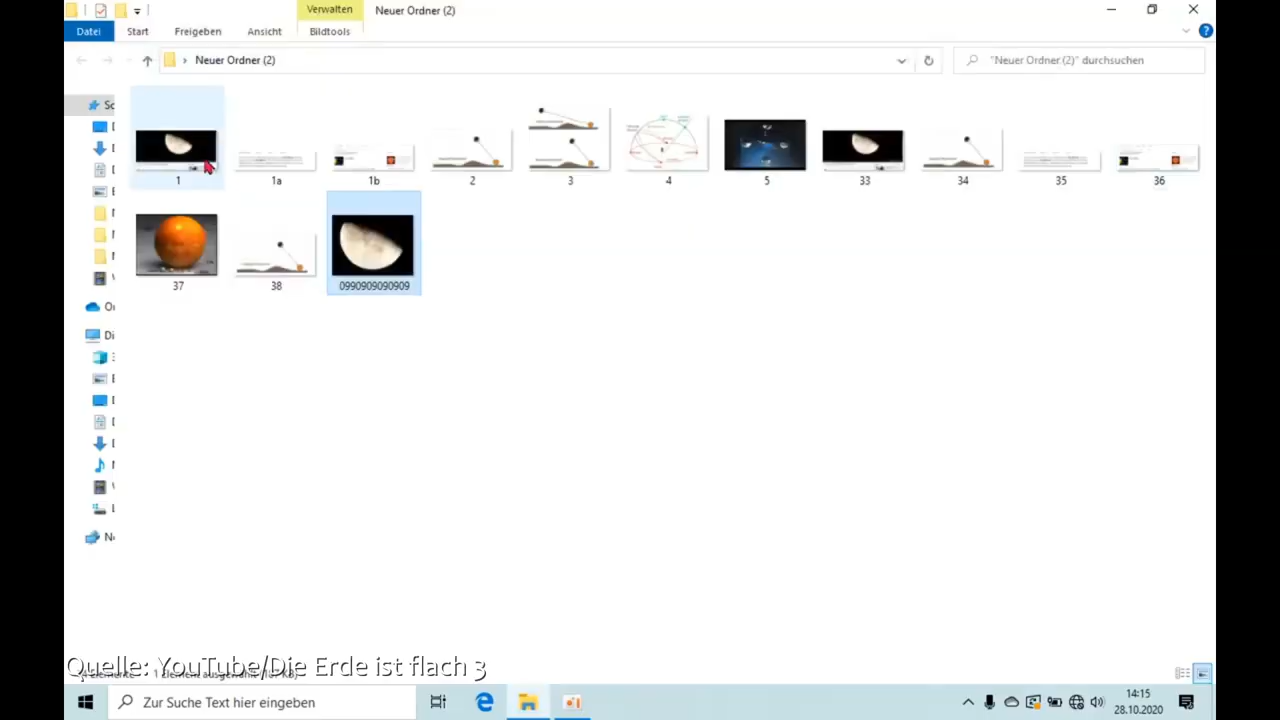 Verwalten
Neuer Ordner (2)
Datei
Start
Freigeben
Ansicht
Bildtools
Neuer Ordner (2)
"Neuer Ordner (2)" durchsuchen
1
1a
1b
2
3
4
5
33
34
35
36
37
38
0990909090909
Quelle: YouTube/Die Erde ist flach 3
Zur Suche Text hier eingeben
14:15
28.10.2020